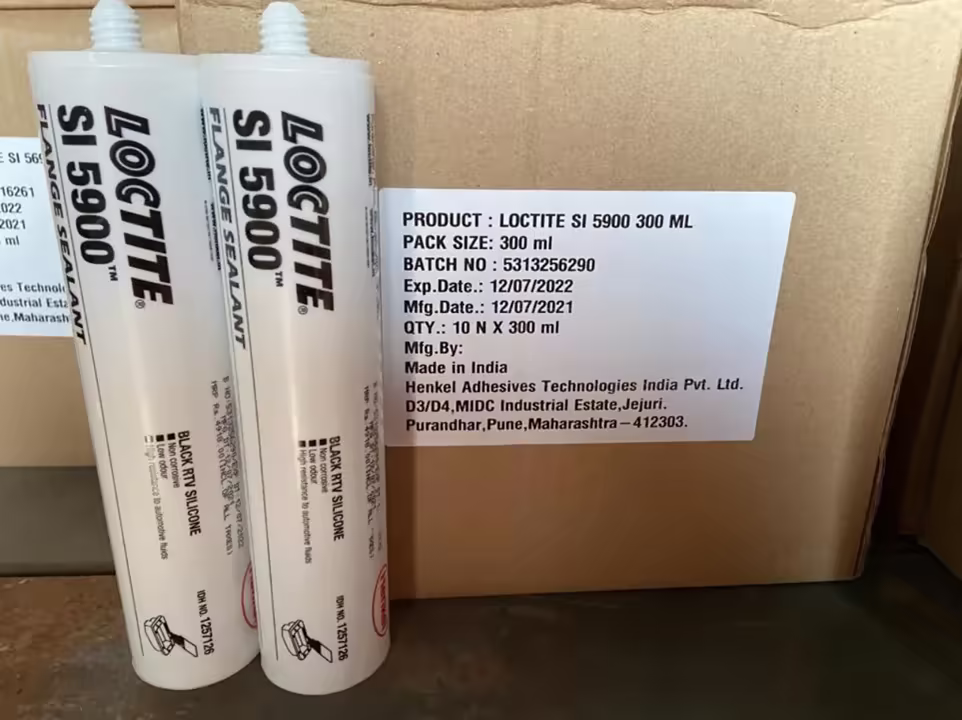 E SI 569
16261
022
2021
ml
es Technol
dustrial Esta
ne,Maharash
LOCTITE®
SI 5900™
FLANGE SEALANT
BLACK RTV SILICONE
■ Non corrosive
■ Low odour
■ High resistance to automotive fluids
IDH NO. 1257126
LOCTITE®
SI 5900™
FLANGE SEALANT
BLACK RTV SILICONE
■ Non corrosive
■ Low odour
■ High resistance to automotive fluids
IDH NO. 1257126
PRODUCT : LOCTITE SI 5900 300 ML
PACK SIZE: 300 ml
BATCH NO : 5313256290
Exp.Date.: 12/07/2022
Mfg.Date.: 12/07/2021
QTY.: 10 N X 300 ml
Mfg.By:
Made in India
Henkel Adhesives Technologies India Pvt. Ltd.
D3/D4,MIDC Industrial Estate,Jejuri.
Purandhar,Pune,Maharashtra–412303.